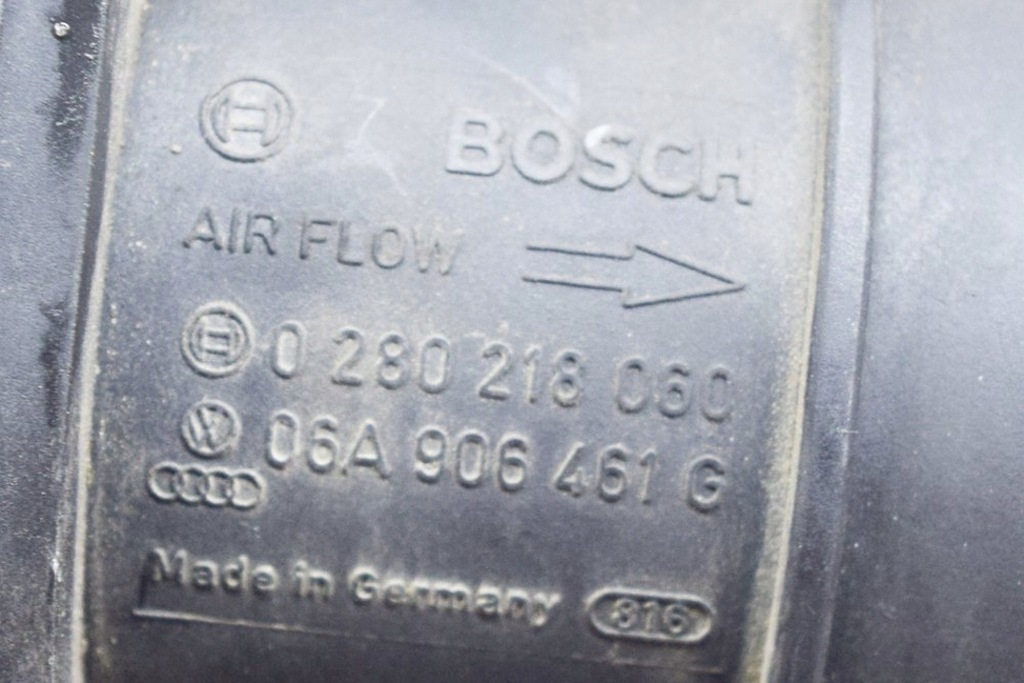 BOSCH
AIR FLOW
0 280 218 060
06A 906 461 G
Made in Germany 816